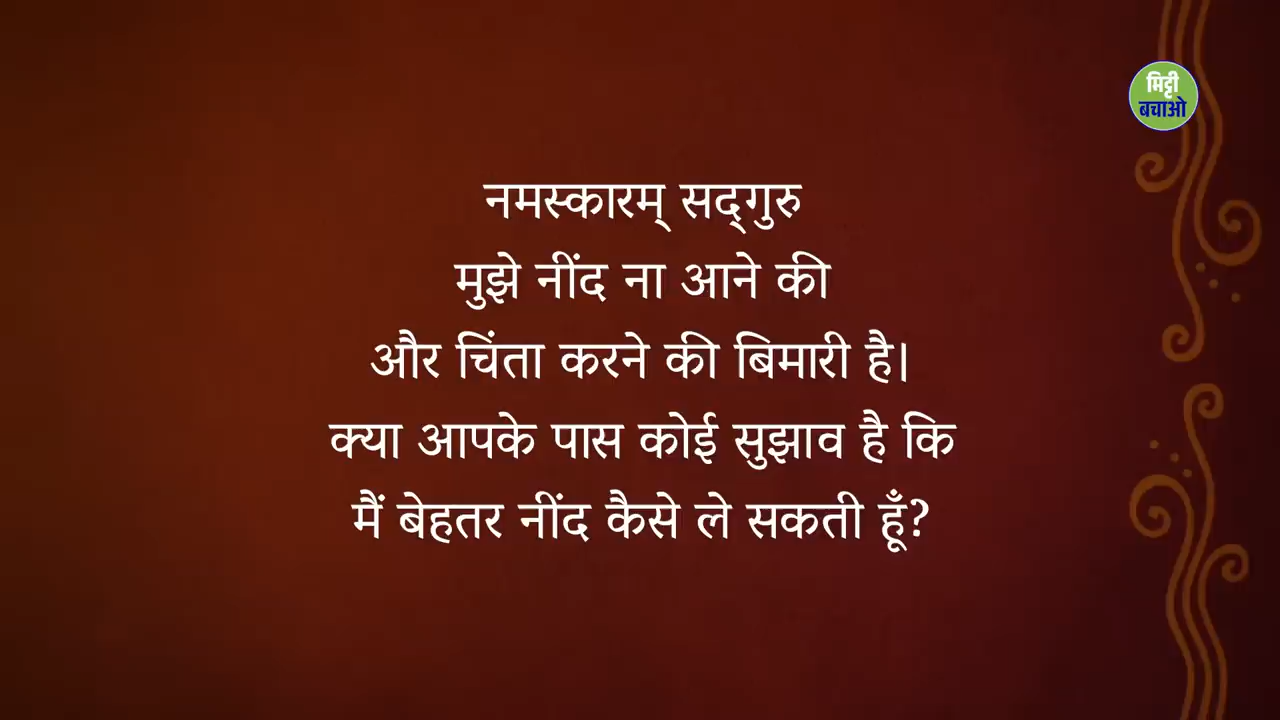 मिट्टी
बचाओ
नमस्कारम् सद्‌गुरु
मुझे नींद ना आने की
और चिंता करने की बिमारी है।
क्या आपके पास कोई सुझाव है कि
मैं बेहतर नींद कैसे ले सकती हूँ?